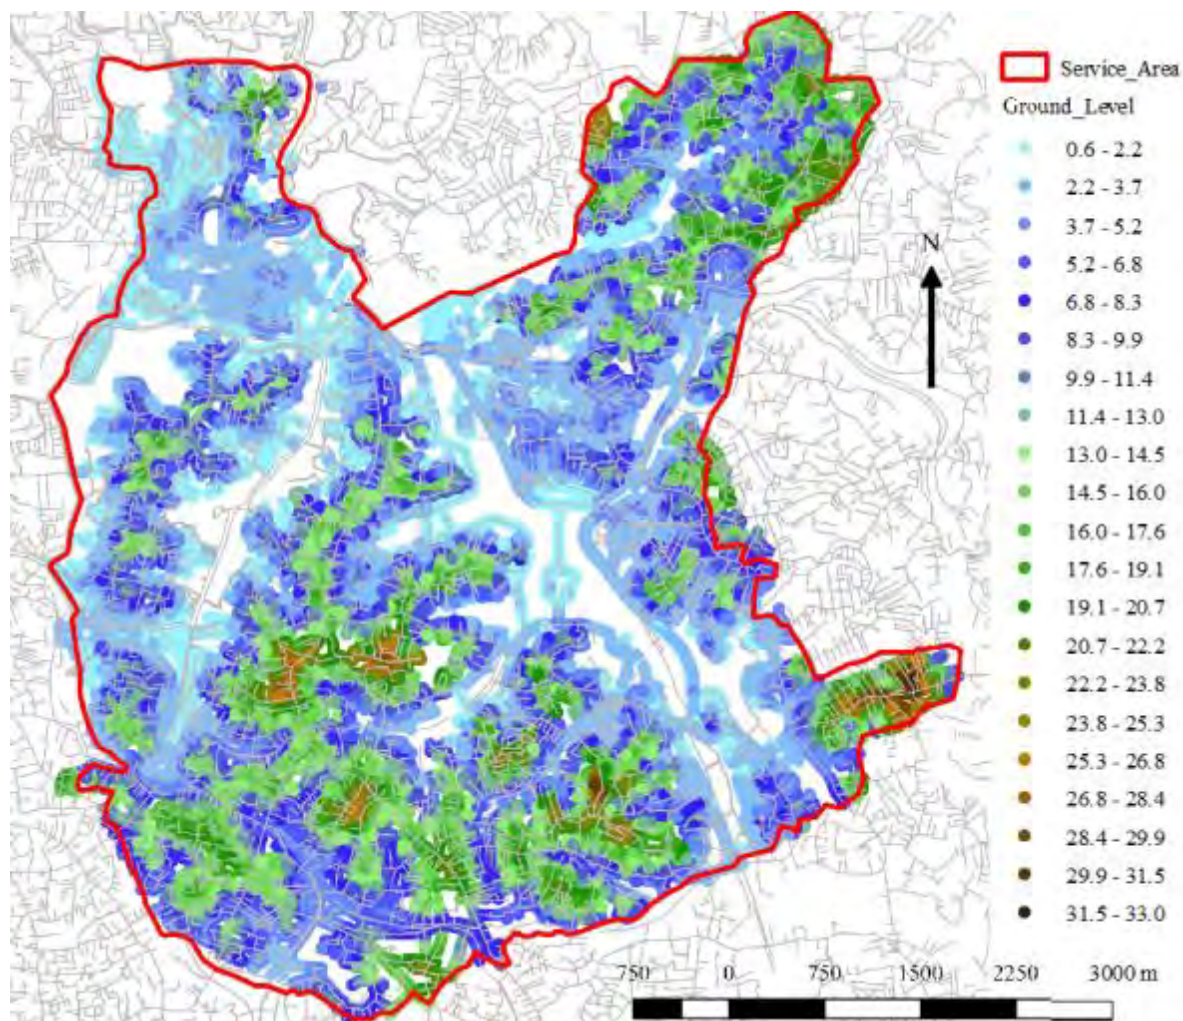 Service_Area
Ground_Level
0.6 - 2.2
2.2 - 3.7
3.7 - 5.2
5.2 - 6.8
6.8 - 8.3
8.3 - 9.9
9.9 - 11.4
11.4 - 13.0
13.0 - 14.5
14.5 - 16.0
16.0 - 17.6
17.6 - 19.1
19.1 - 20.7
20.7 - 22.2
22.2 - 23.8
23.8 - 25.3
25.3 - 26.8
26.8 - 28.4
28.4 - 29.9
29.9 - 31.5
31.5 - 33.0
N
750 0 750 1500 2250 3000 m